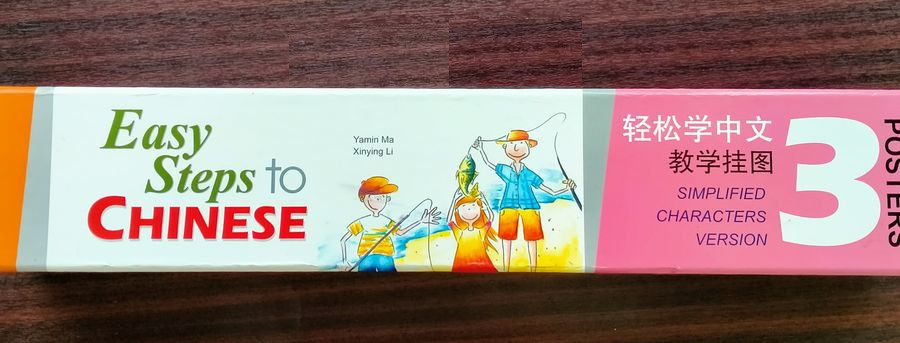 Easy
Steps to
CHINESE
Yamin Ma
Xinying Li
轻松学中文
教学挂图
SIMPLIFIED
CHARACTERS
VERSION
3
POSTERS